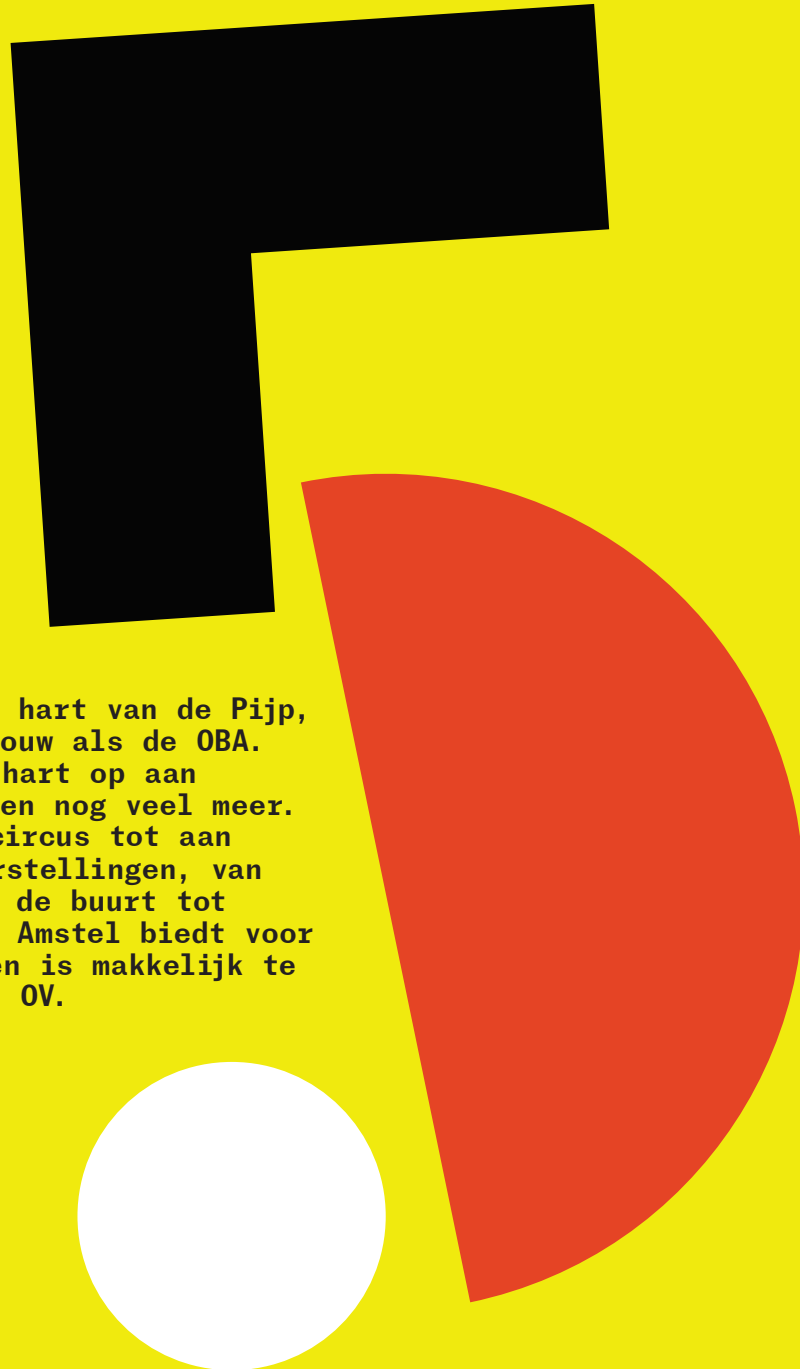 hart van de Pijp,
ouw als de OBA.
hart op aan
en nog veel meer.
circus tot aan
rstellingen, van
de buurt tot
Amstel biedt voor
en is makkelijk te
OV.